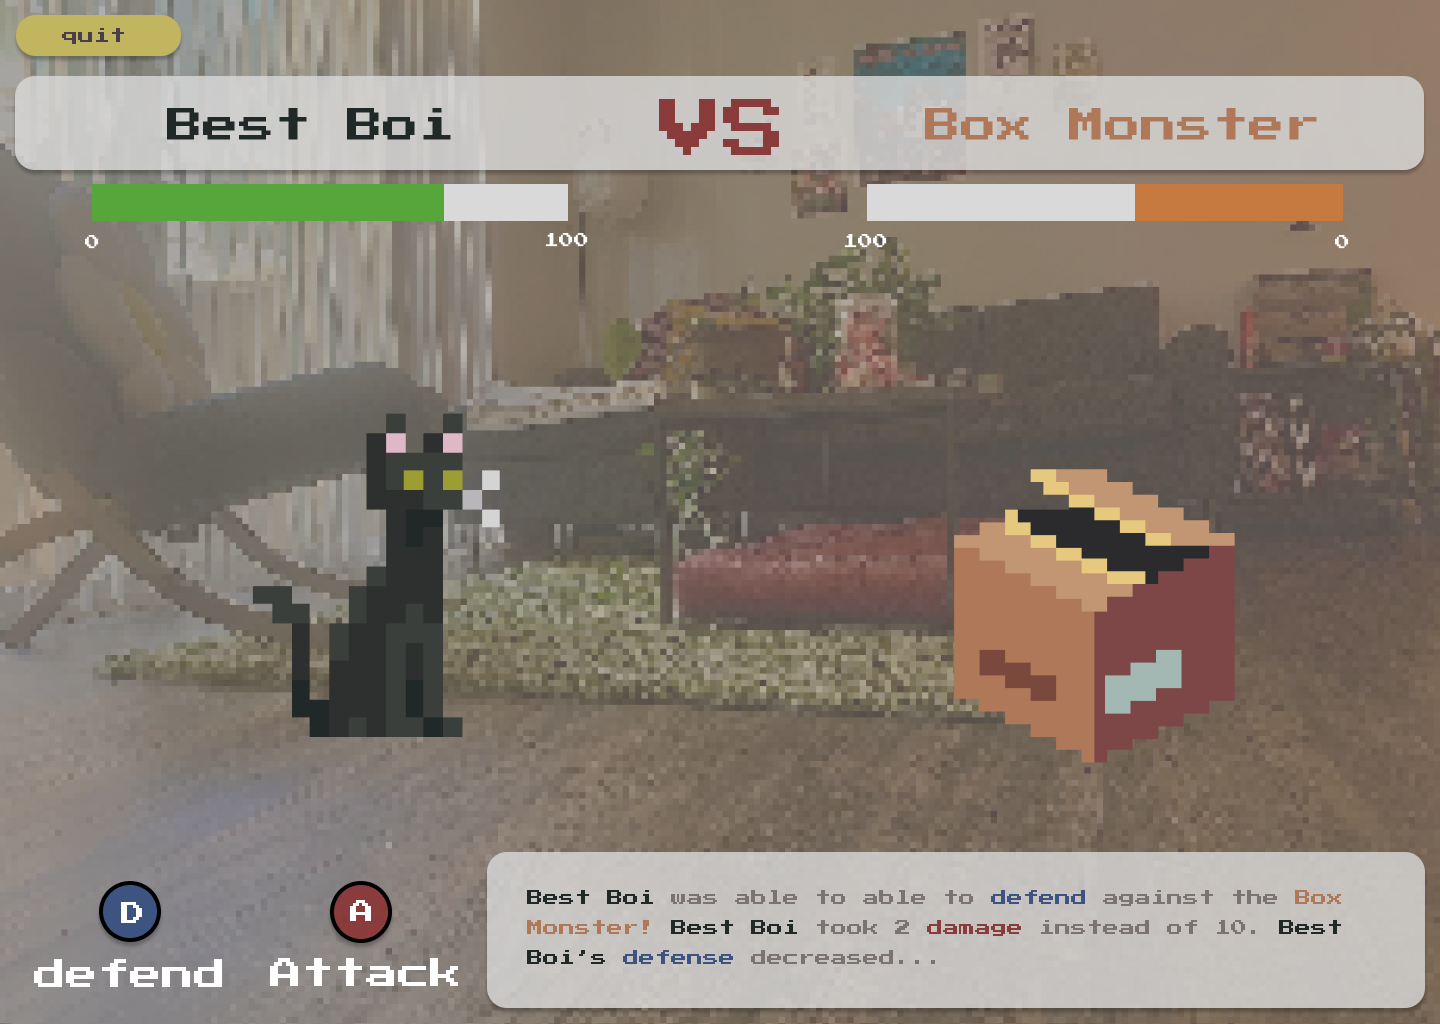 quit
Best Boi VS Box Monster
0 100 100 0
Best Boi was able to able to defend against the Box
Monster! Best Boi took 2 damage instead of 10. Best
Boi's defense decreased...
D A
defend Attack